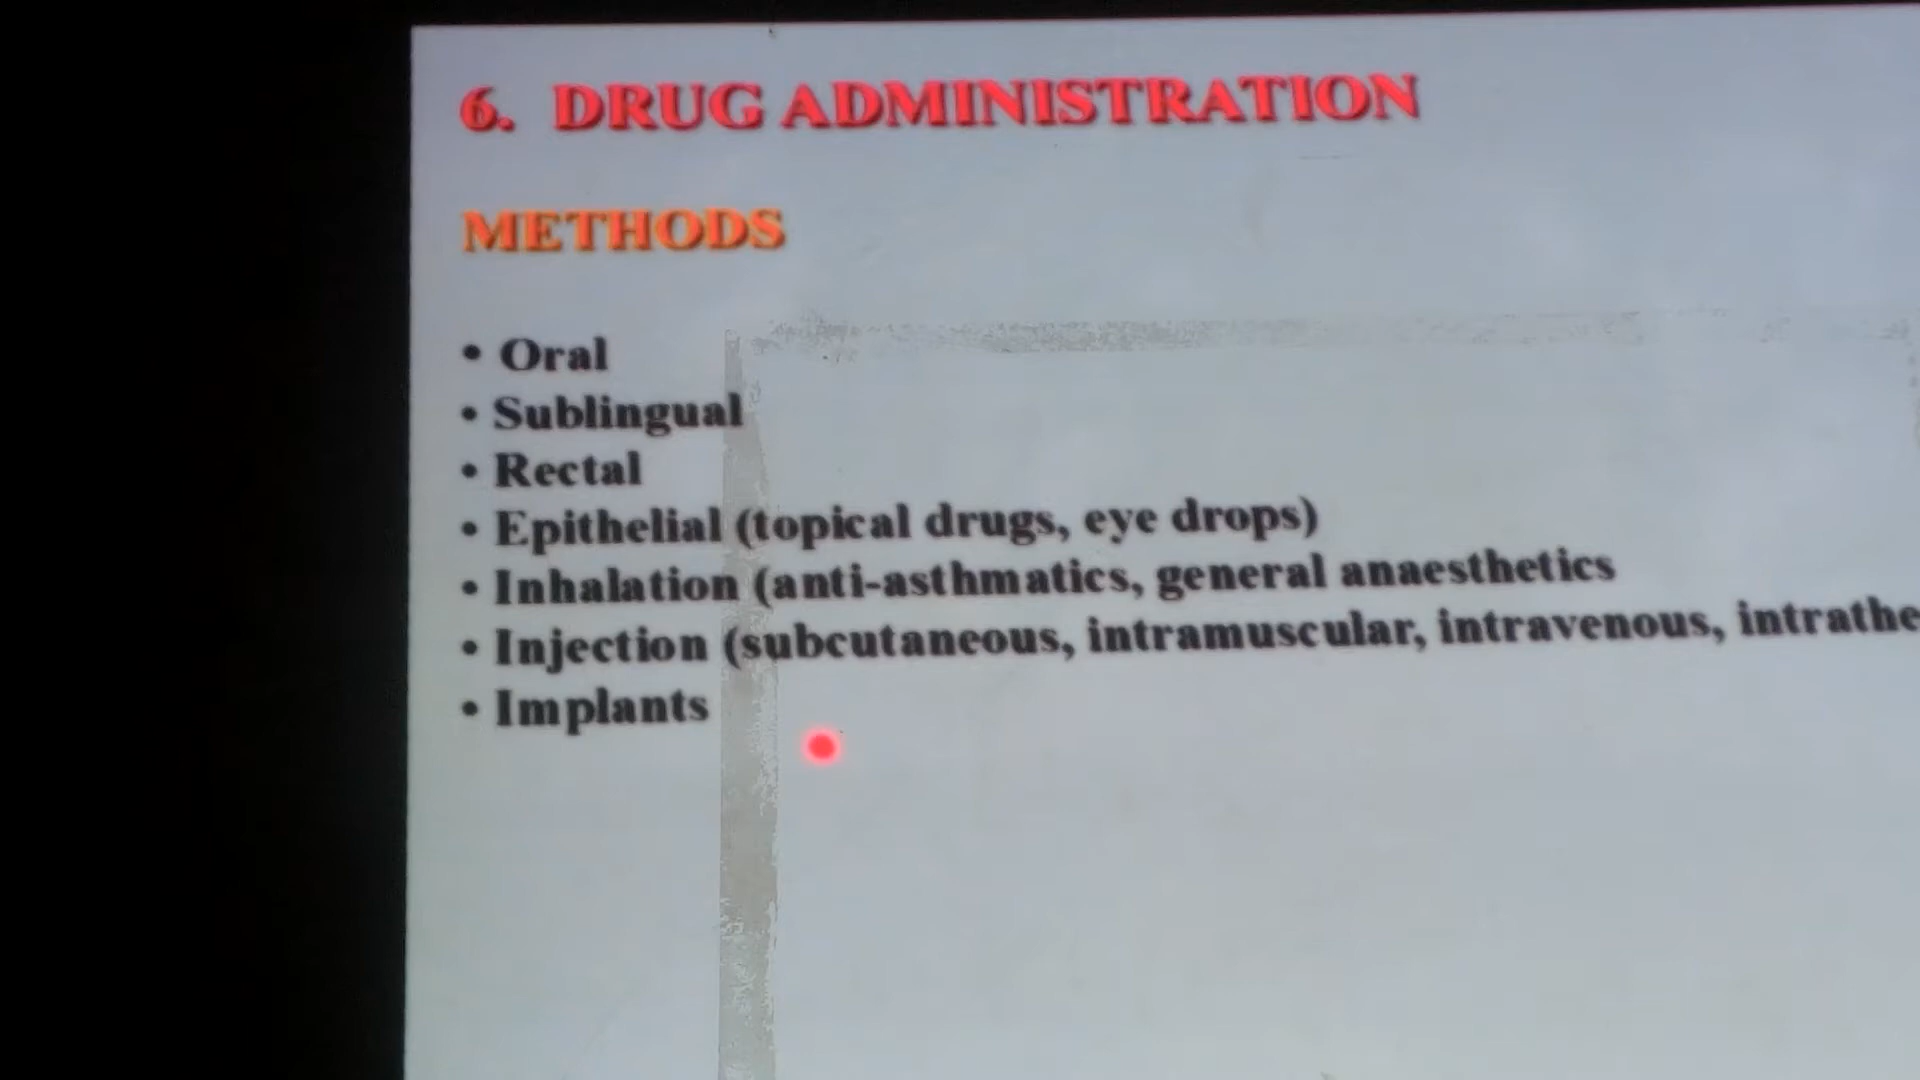 6. DRUG ADMINISTRATION
METHODS
• Oral
• Sublingual
• Rectal
• Epithelial (topical drugs, eye drops)
• Inhalation (anti-asthmatics, general anaesthetics
• Injection (subcutaneous, intramuscular, intravenous, intrathe
• Implants